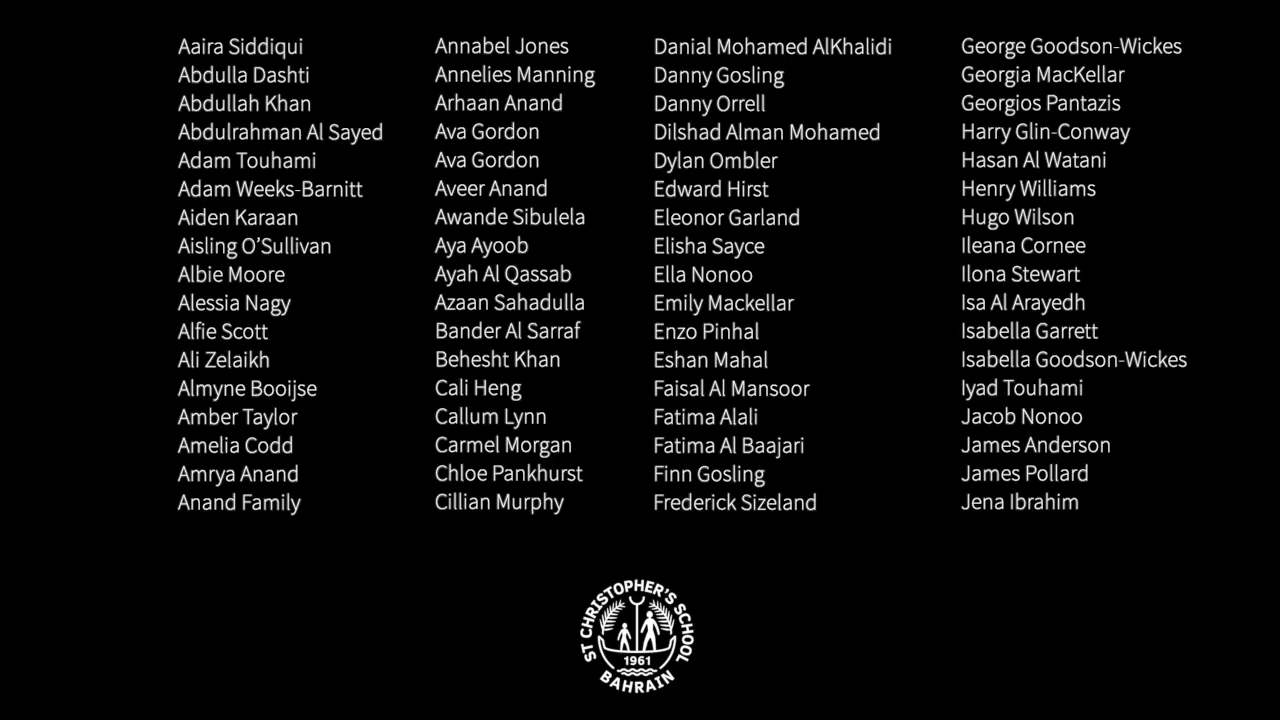 Aaira Siddiqui
Abdulla Dashti
Abdullah Khan
Abdulrahman Al Sayed
Adam Touhami
Adam Weeks-Barnitt
Aiden Karaan
Aisling O’Sullivan
Albie Moore
Alessia Nagy
Alfie Scott
Ali Zelaikh
Almyne Booijse
Amber Taylor
Amelia Codd
Amrya Anand
Anand Family
Annabel Jones
Annelies Manning
Arhaan Anand
Ava Gordon
Ava Gordon
Aveer Anand
Awande Sibulela
Aya Ayoob
Ayah Al Qassab
Azaan Sahadulla
Bander Al Sarraf
Behesht Khan
Cali Heng
Callum Lynn
Carmel Morgan
Chloe Pankhurst
Cillian Murphy
Danial Mohamed AlKhalidi
Danny Gosling
Danny Orrell
Dilshad Alman Mohamed
Dylan Ombler
Edward Hirst
Eleonor Garland
Elisha Sayce
Ella Nonoo
Emily Mackellar
Enzo Pinhal
Eshan Mahal
Faisal Al Mansoor
Fatima Alali
Fatima Al Baajari
Finn Gosling
Frederick Sizeland
George Goodson-Wickes
Georgia MacKellar
Georgios Pantazis
Harry Glin-Conway
Hasan Al Watani
Henry Williams
Hugo Wilson
Ileana Cornee
Ilona Stewart
Isa Al Arayedh
Isabella Garrett
Isabella Goodson-Wickes
Iyad Touhami
Jacob Nonoo
James Anderson
James Pollard
Jena Ibrahim
ST CHRISTOPHER'S SCHOOL
1961
BAHRAIN